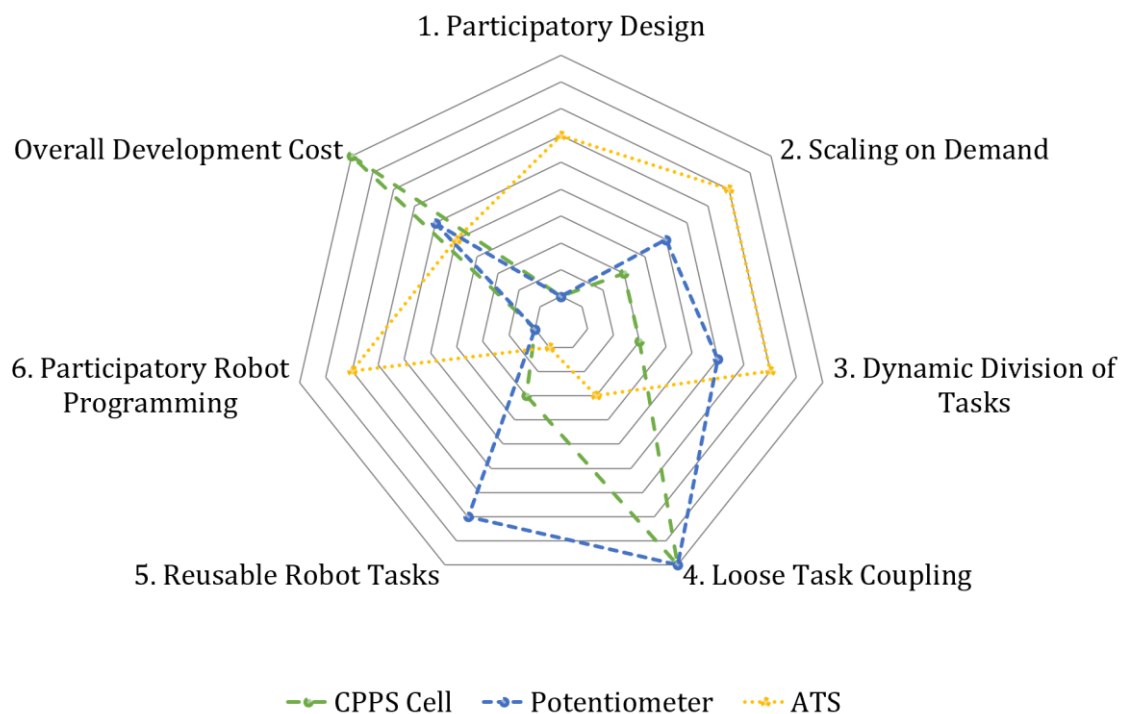 1. Participatory Design
Overall Development Cost
2. Scaling on Demand
6. Participatory Robot
Programming
3. Dynamic Division of
Tasks
5. Reusable Robot Tasks
4. Loose Task Coupling
CPPS Cell
Potentiometer
ATS